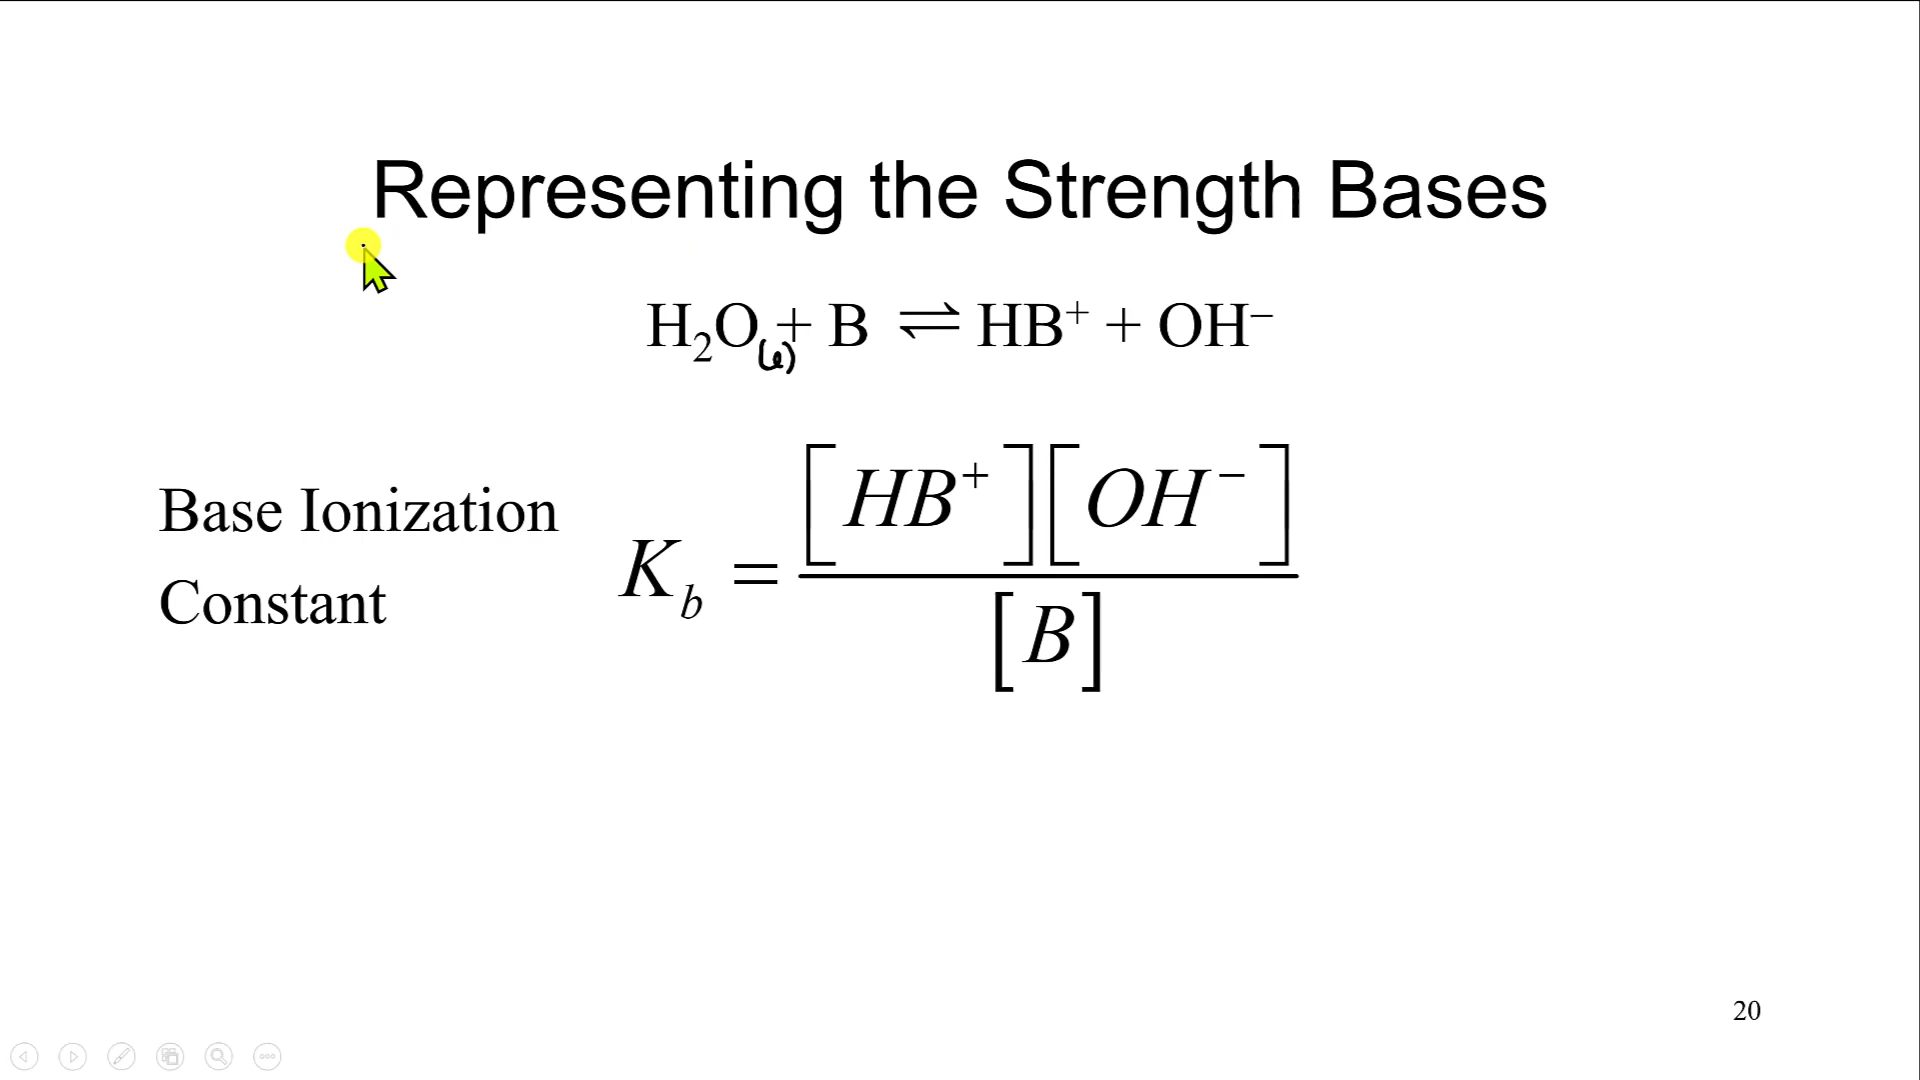 Representing the Strength Bases
H₂O(l) + B ⇌ HB⁺ + OH⁻
Base Ionization
Constant
K_b = [HB⁺][OH⁻] / [B]
20